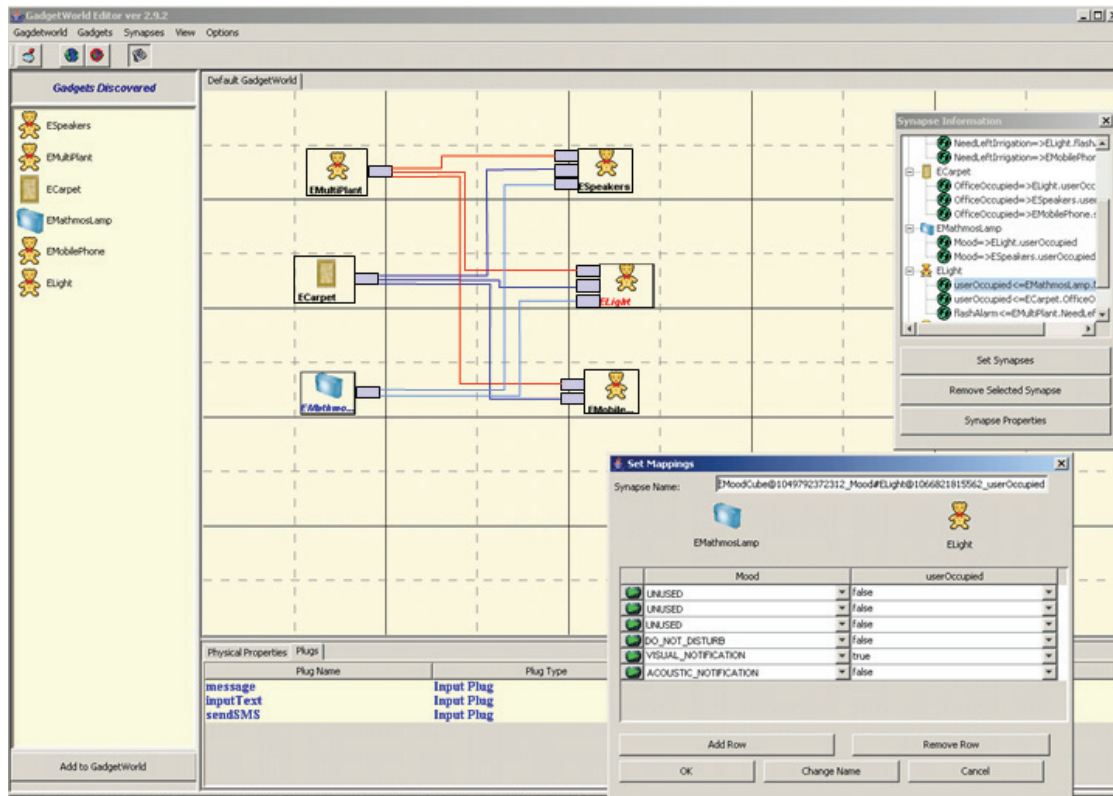 GadgetWorld Editor ver 2.9.2
Gagdetworld Gadgets Synapses View Options
Gadgets Discovered
ESpeakers
EMultiPlant
ECarpet
EMathmosLamp
EMobilePhone
ELight
Add to GadgetWorld
Default GadgetWorld
EMultiPlant
ESpeakers
ECarpet
ELight
EMathmo...
EMobile...
Synapse Information
NeedLeftIrrigation=>ELight.flash
NeedLeftIrrigation=>EMobilePhor
ECarpet
OfficeOccupied=>ELight.userOcc
OfficeOccupied=>ESpeakers.use
OfficeOccupied=>EMobilePhone.s
EMathmosLamp
Mood=>ELight.userOccupied
Mood=>ESpeakers.userOccupied
ELight
userOccupied<=EMathmosLamp.
userOccupied<=ECarpet.OfficeO
flashAlarm<=EMultiPlant.NeedLef
Set Synapses
Remove Selected Synapse
Synapse Properties
Physical Properties Plugs
Plug Name Plug Type
message Input Plug
inputText Input Plug
sendSMS Input Plug
Set Mappings
Synapse Name: EMoodCube@1049792372312_Mood#ELight@1066821815562_userOccupied
EMathmosLamp ELight
Mood userOccupied
UNUSED false
UNUSED false
UNUSED false
DO_NOT_DISTURB false
VISUAL_NOTIFICATION true
ACOUSTIC_NOTIFICATION false
Add Row Remove Row
OK Change Name Cancel